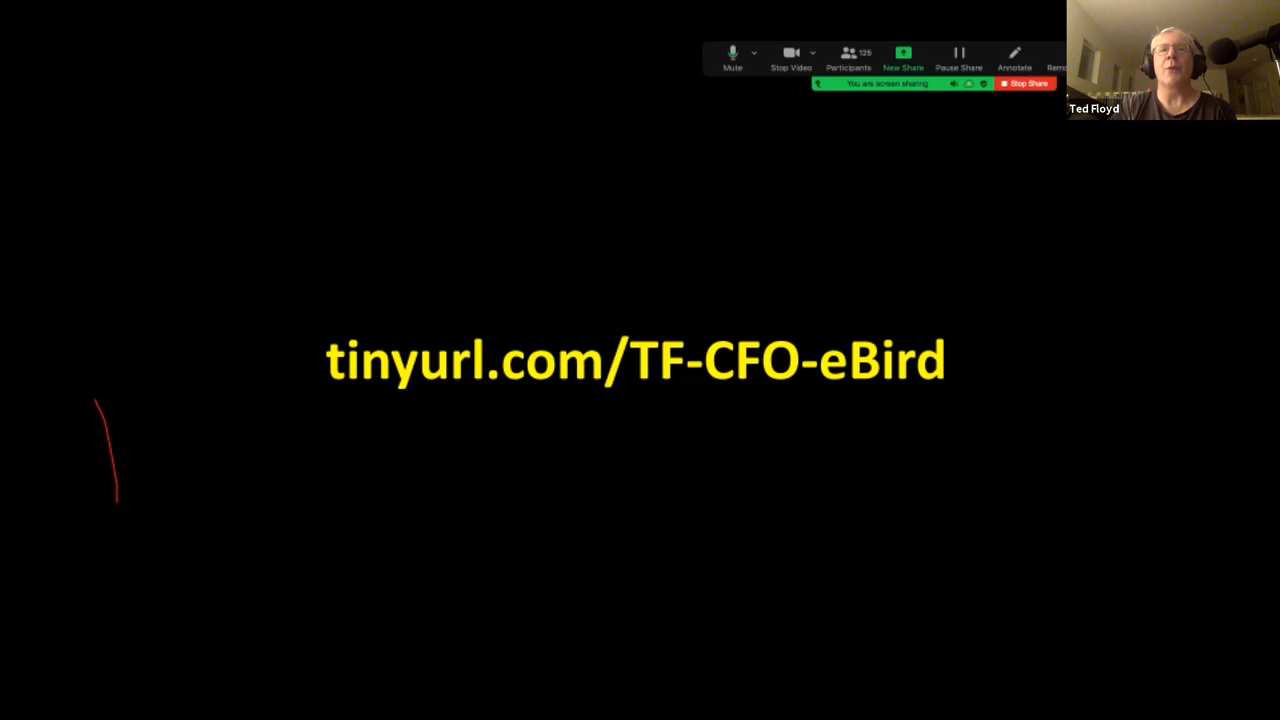 125
Mute
Stop Video
Participants
New Share
Pause Share
Annotate
You are screen sharing
Stop Share
Ted Floyd
tinyurl.com/TF-CFO-eBird